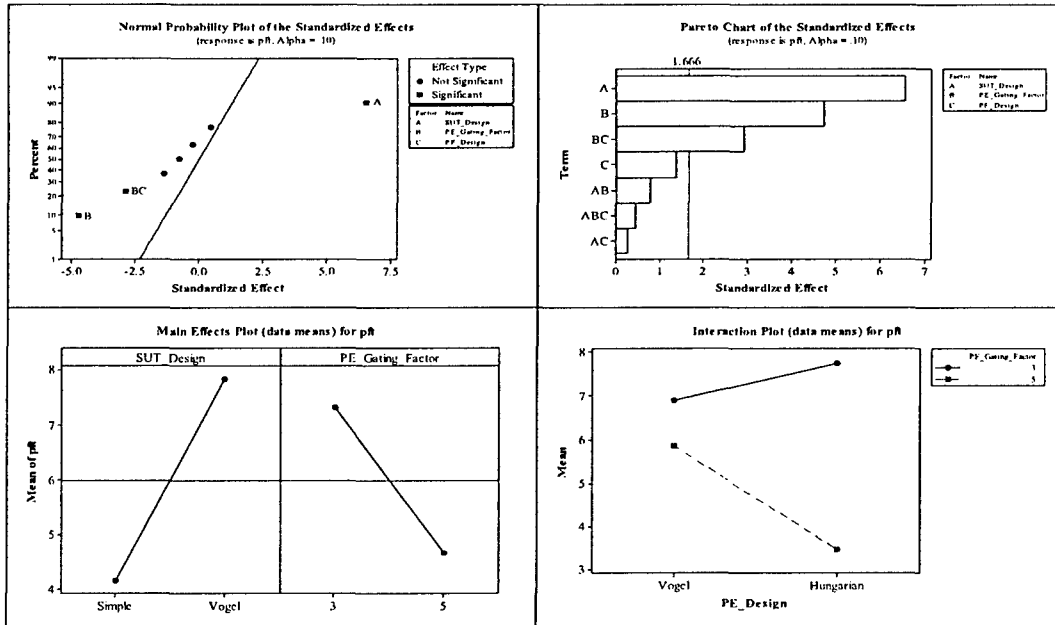 Normal Probability Plot of the Standardized Effects
(response is pft, Alpha = .10)
99
95
90
80
70
60
50
40
30
20
10
5
1
Percent
A
BC
B
-5.0 -2.5 0.0 2.5 5.0 7.5
Standardized Effect
Effect Type
Not Significant
Significant
Factor Name
A SUT_Design
B PE_Gating_Factor
C PE_Design
Pareto Chart of the Standardized Effects
(response is pft, Alpha = .10)
1.666
Term
A
B
BC
C
AB
ABC
AC
0 1 2 3 4 5 6 7
Standardized Effect
Factor Name
A SUT_Design
B PE_Gating_Factor
C PE_Design
Main Effects Plot (data means) for pft
SUT_Design PE_Gating_Factor
Mean of pft
8
7
6
5
4
Simple Vogel 3 5
Interaction Plot (data means) for pft
Mean
8
7
6
5
4
3
Vogel Hungarian
PE_Design
PE_Gating_Factor
3
5